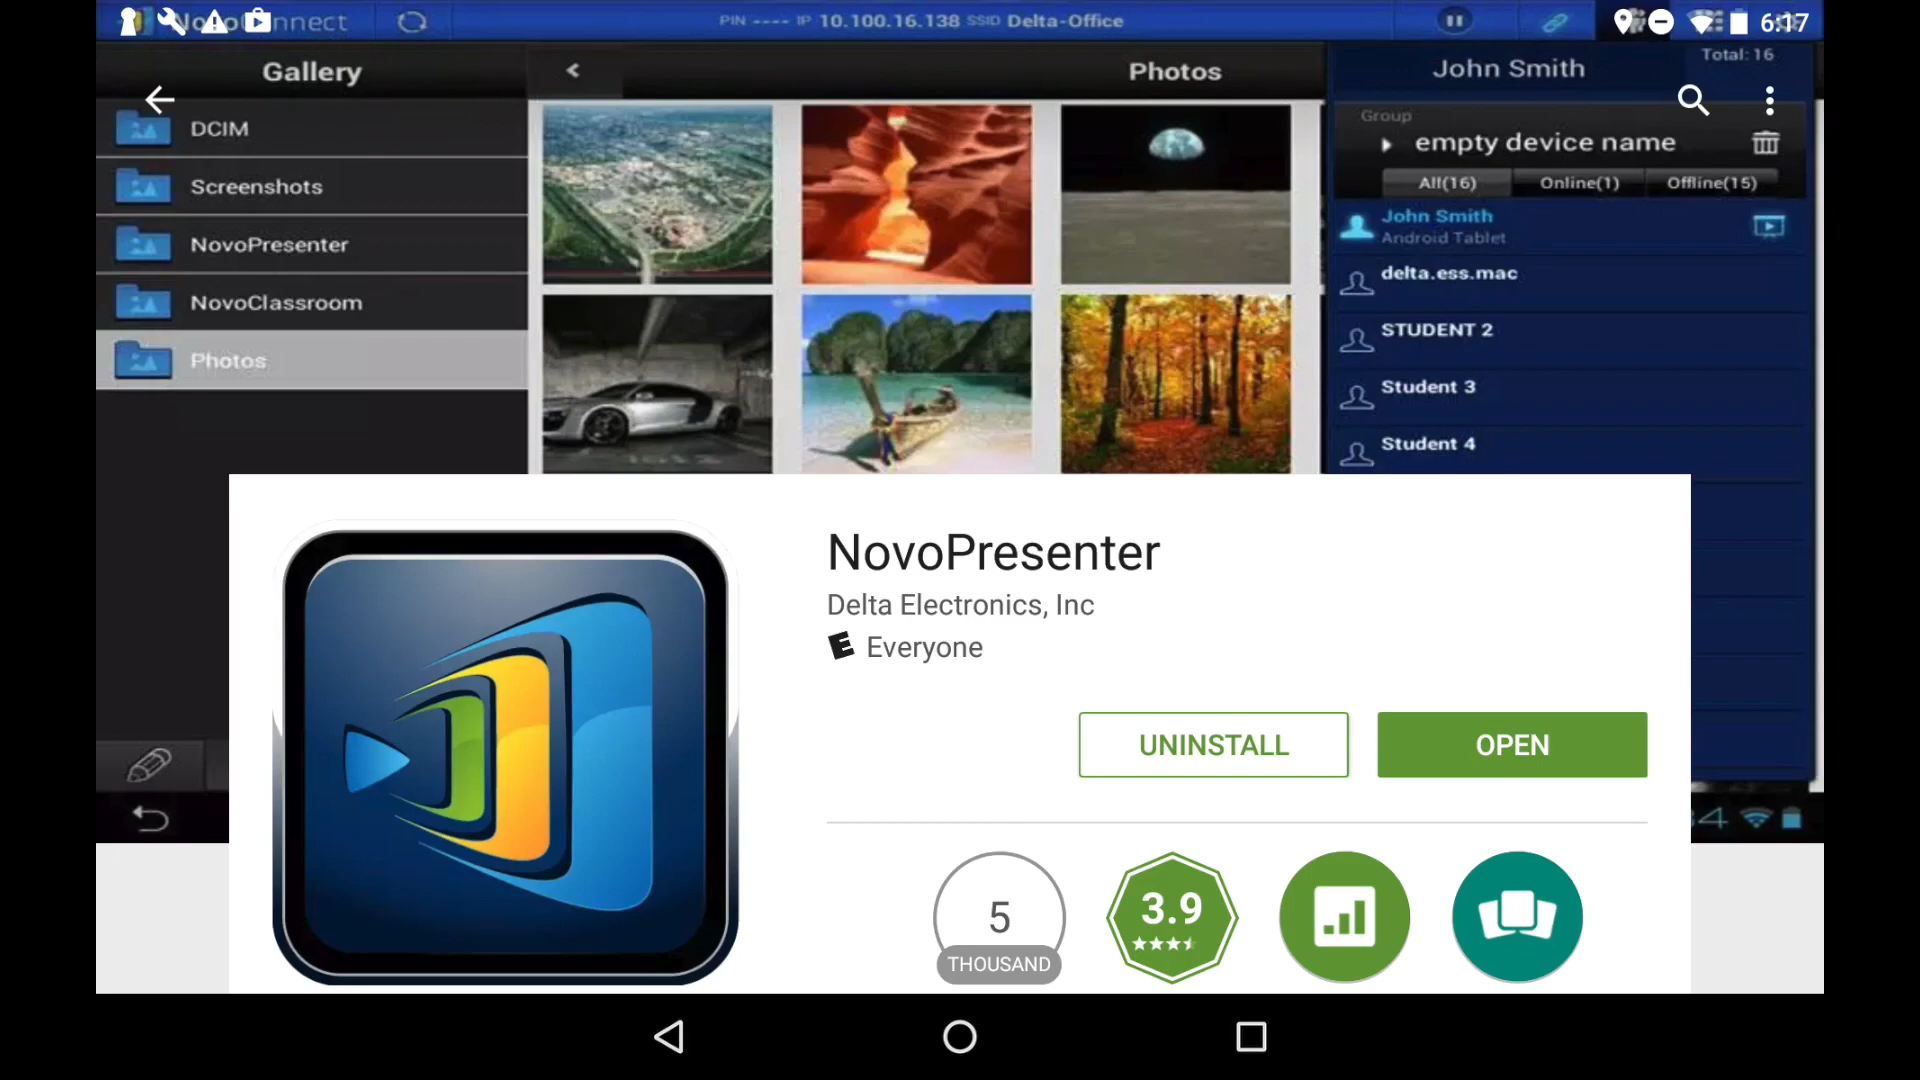 nnect
PIN ---- IP 10.100.16.138 SSID Delta-Office
6:17
Gallery
<
Photos
John Smith
Total: 16
DCIM
Screenshots
NovoPresenter
NovoClassroom
Photos
Group
empty device name
All(16)
Online(1)
Offline(15)
John Smith
Android Tablet
delta.ess.mac
STUDENT 2
Student 3
Student 4
NovoPresenter
Delta Electronics, Inc
E Everyone
UNINSTALL
OPEN
5
THOUSAND
3.9
4